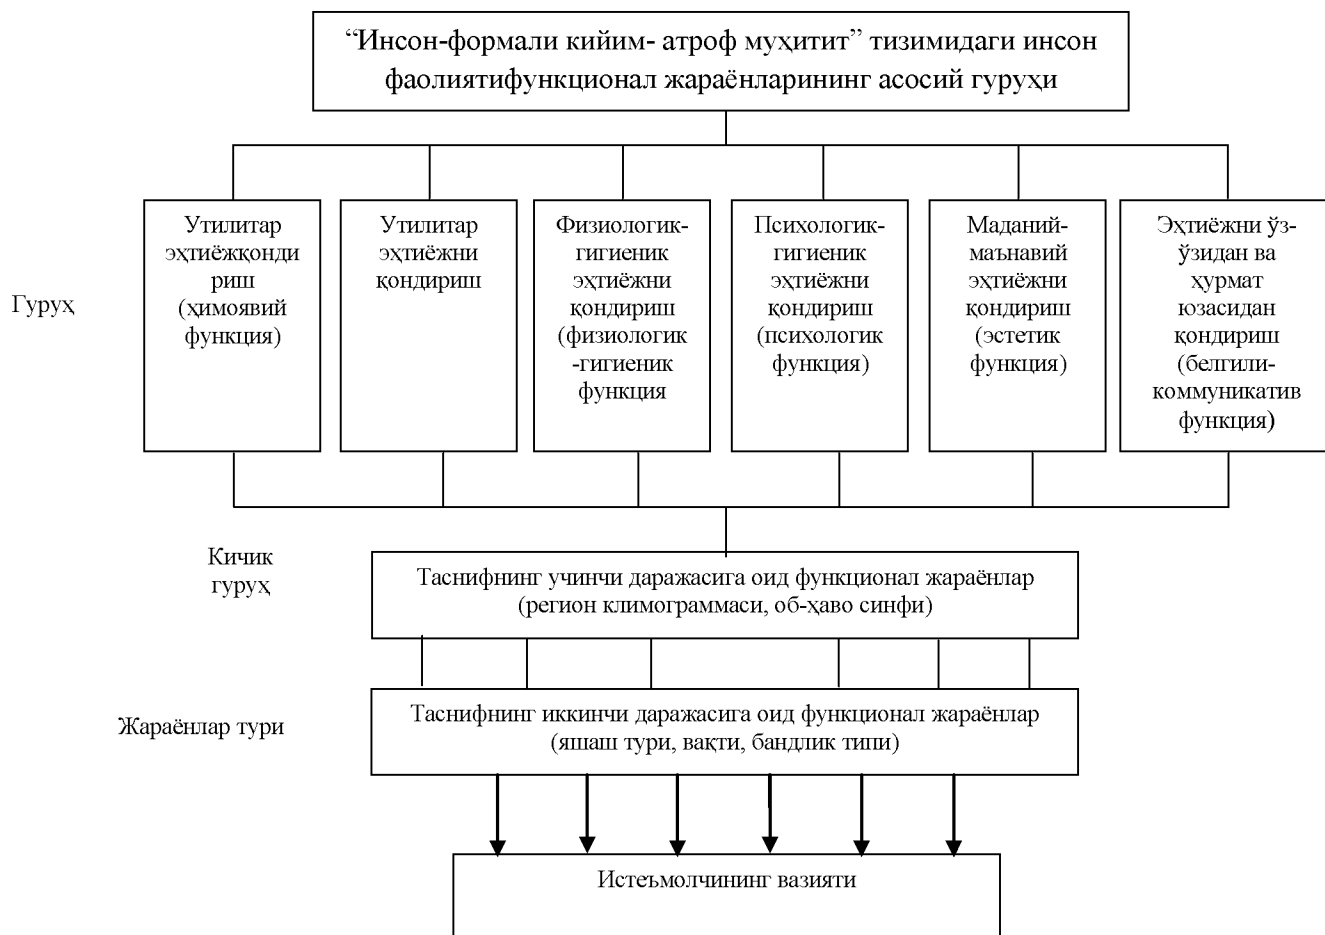 “Инсон-формали кийим- атроф муҳитит” тизимидаги инсон
фаолиятифункционал жараёнларининг асосий гуруҳи
Гуруҳ
Утилитар
эҳтиёжқонди
риш
(ҳимоявий
функция)
Утилитар
эҳтиёжни
қондириш
Физиологик-
гигиеник
эҳтиёжни
қондириш
(физиологик
-гигиеник
функция
Психологик-
гигиеник
эҳтиёжни
қондириш
(психологик
функция)
Маданий-
маънавий
эҳтиёжни
қондириш
(эстетик
функция)
Эҳтиёжни ўз-
ўзидан ва
ҳурмат
юзасидан
қондириш
(белгили-
коммуникатив
функция)
Кичик
гуруҳ
Таснифнинг учинчи даражасига оид функционал жараёнлар
(регион климограммаси, об-ҳаво синфи)
Жараёнлар тури
Таснифнинг иккинчи даражасига оид функционал жараёнлар
(яшаш тури, вақти, бандлик типи)
Истеъмолчининг вазияти